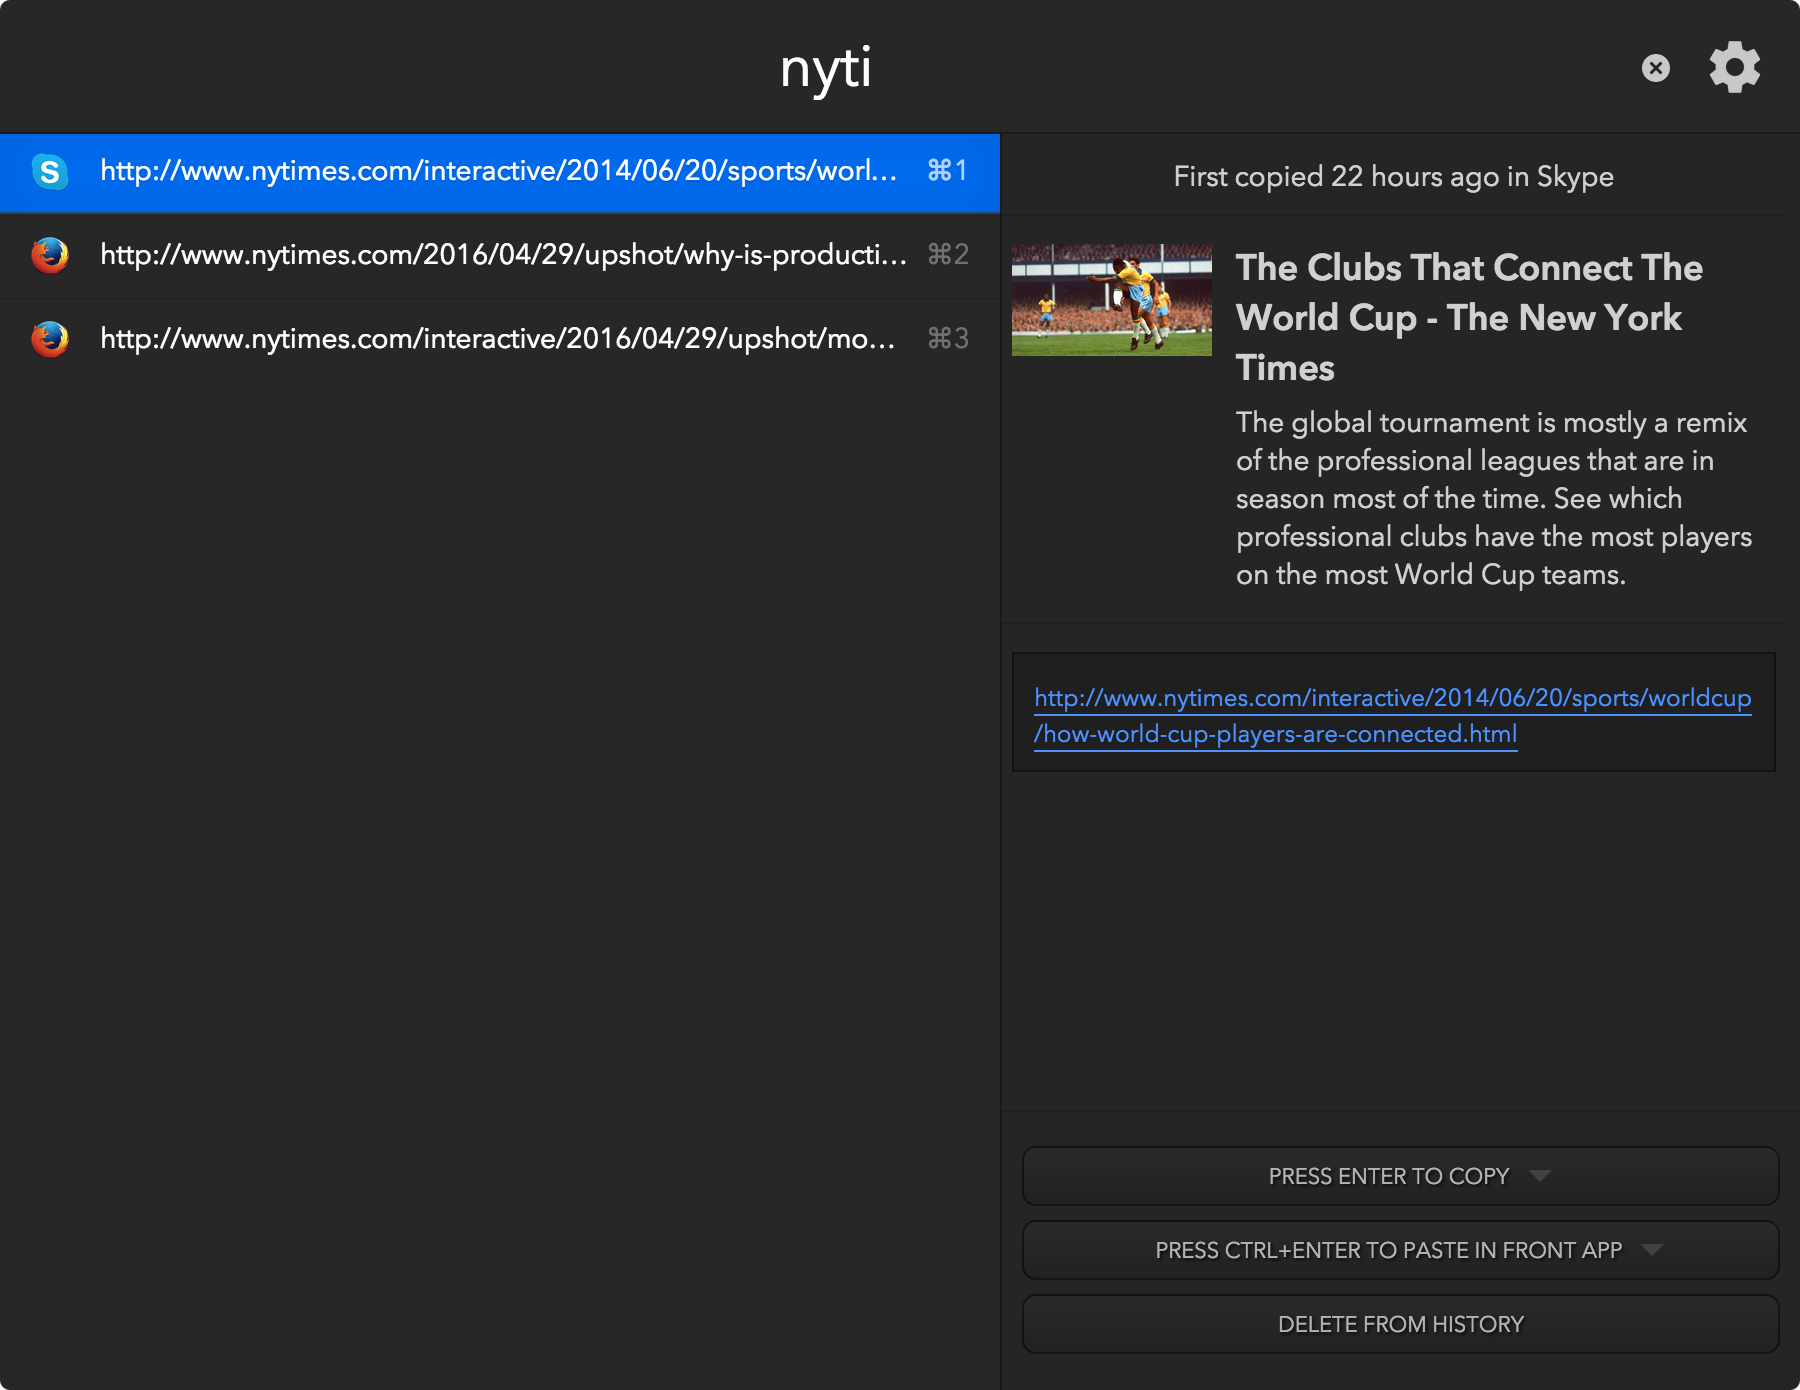 nyti
http://www.nytimes.com/interactive/2014/06/20/sports/worl... ⌘1
http://www.nytimes.com/2016/04/29/upshot/why-is-producti... ⌘2
http://www.nytimes.com/interactive/2016/04/29/upshot/mo... ⌘3
First copied 22 hours ago in Skype
The Clubs That Connect The
World Cup - The New York
Times
The global tournament is mostly a remix
of the professional leagues that are in
season most of the time. See which
professional clubs have the most players
on the most World Cup teams.
http://www.nytimes.com/interactive/2014/06/20/sports/worldcup
/how-world-cup-players-are-connected.html
PRESS ENTER TO COPY
PRESS CTRL+ENTER TO PASTE IN FRONT APP
DELETE FROM HISTORY